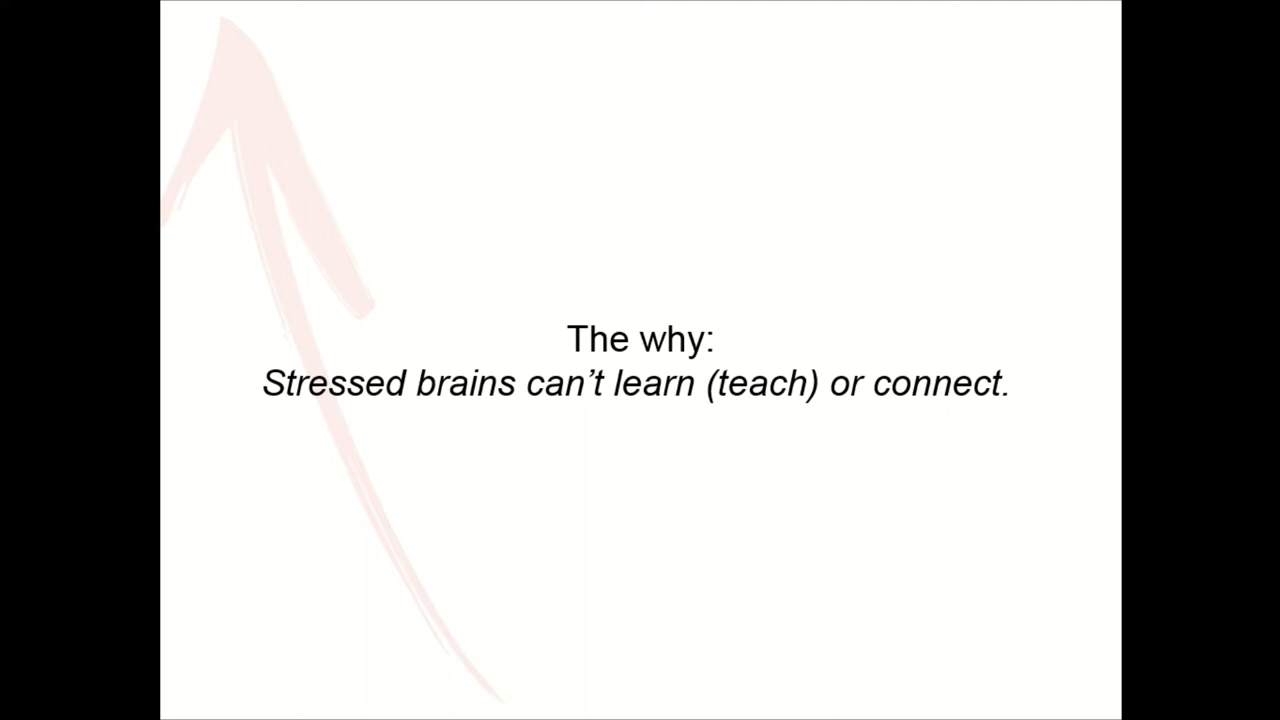 The why:
Stressed brains can’t learn (teach) or connect.